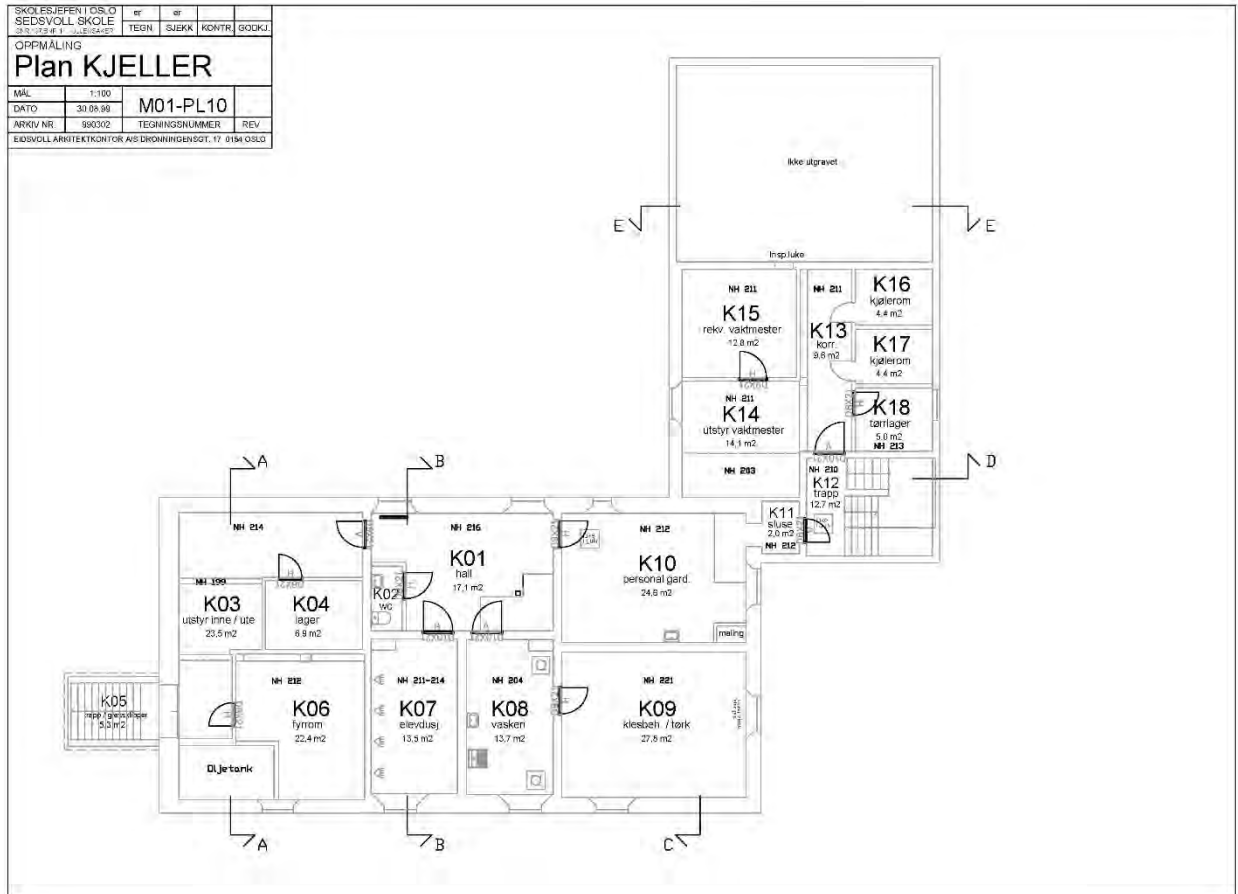 SKOLESJEFEN I OSLO
SEDSVOLL SKOLE
er er
TEGN. SJEKK KONTR. GODKJ.
OPPMÅLING
Plan KJELLER
MÅL 1:100
DATO 30.08.99
M01-PL10
ARKIV NR. 990302 TEGNINGSNUMMER REV
EIDSVOLL ARKITEKTKONTOR A/S DRONNINGENSGT. 17 0154 OSLO
Ikke utgravet
E E
Insp.luke
NH 211
K15
rekv. vaktmester
12,8 m2
NH 211
K13
korr.
9,6 m2
K16
kjølerom
4,4 m2
K17
kjølerom
4,4 m2
NH 211
K14
utstyr vaktmester
14,1 m2
K18
tørrlager
5,0 m2
NH 213
NH 203
NH 210
K12
trapp
12,7 m2
D
A B
K11
sluse
2,0 m2
NH 212
NH 214
NH 216
K01
hall
17,1 m2
NH 212
K10
personal gard.
24,6 m2
NH 199
K03
utstyr inne / ute
23,5 m2
K04
lager
6,9 m2
K02
WC
maling
K05
5,3 m2
NH 212
K06
fyrrom
22,4 m2
NH 211-214
K07
elevdusj
13,5 m2
NH 204
K08
vasken
13,7 m2
NH 221
K09
klesbeh. / tørk
27,8 m2
Oljetank
A B C